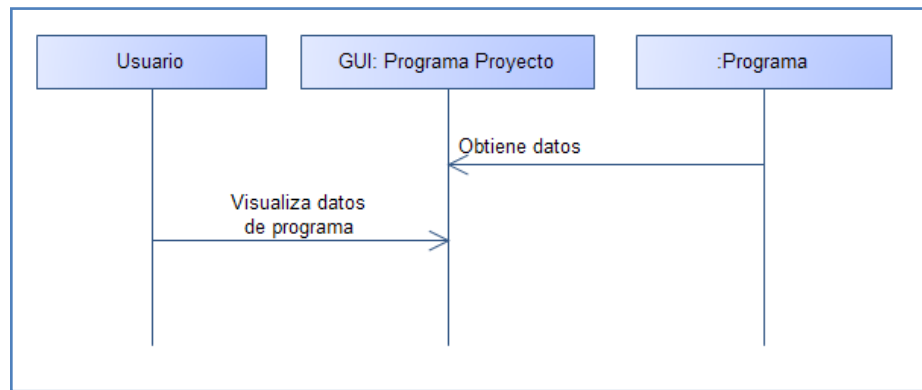 Usuario
GUI: Programa Proyecto
:Programa
Obtiene datos
Visualiza datos
de programa